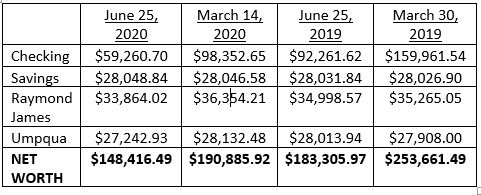 June 25, March 14, June 25, March 30,
2020 2020 2019 2019
Checking $59,260.70 $98,352.65 $92,261.62 $159,961.54
Savings $28,048.84 $28,046.58 $28,031.84 $28,026.90
Raymond $33,864.02 $36,354.21 $34,998.57 $35,265.05
James
Umpqua $27,242.93 $28,132.48 $28,013.94 $27,908.00
NET $148,416.49 $190,885.92 $183,305.97 $253,661.49
WORTH